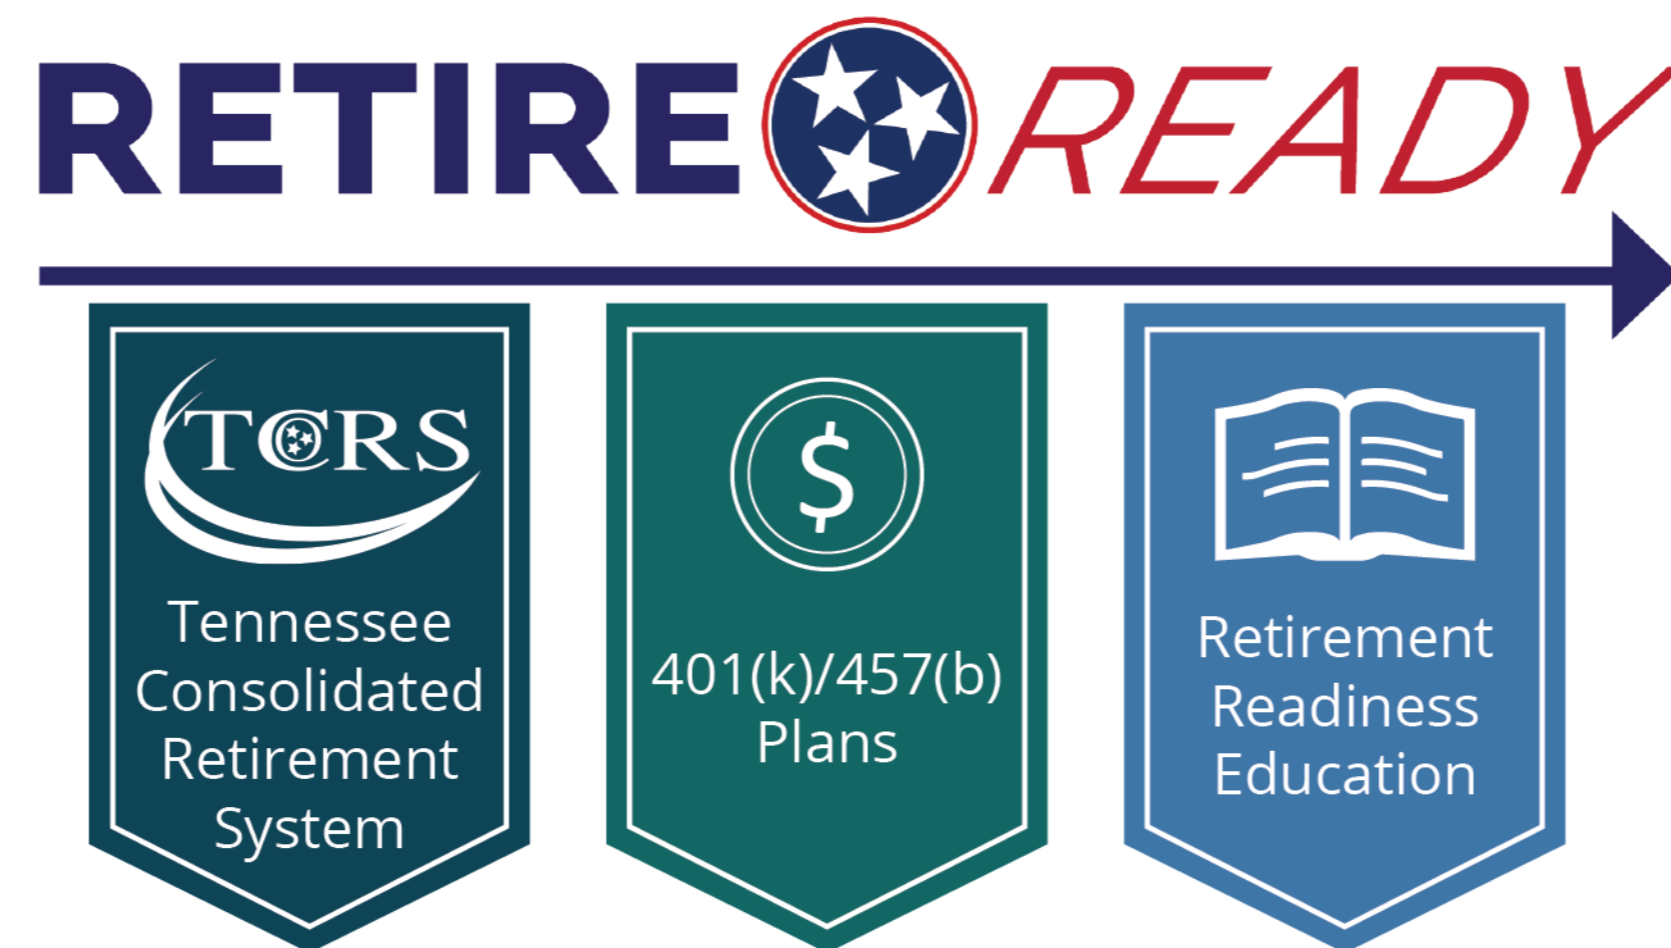 RETIRE READY
TCRS
Tennessee
Consolidated
Retirement
System
$
401(k)/457(b)
Plans
Retirement
Readiness
Education